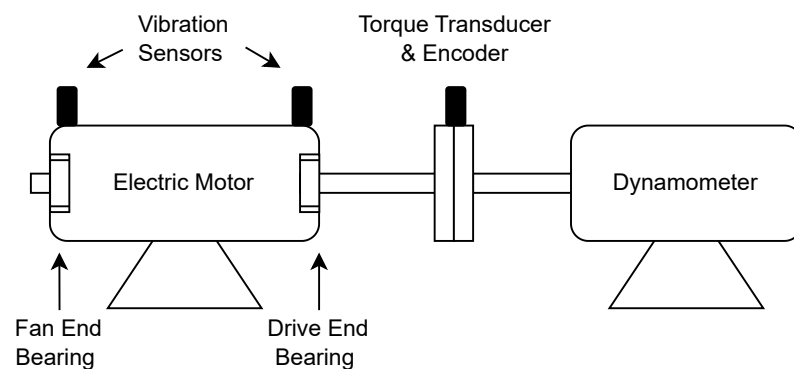 Vibration
Sensors
Torque Transducer
& Encoder
Electric Motor
Dynamometer
Fan End
Bearing
Drive End
Bearing